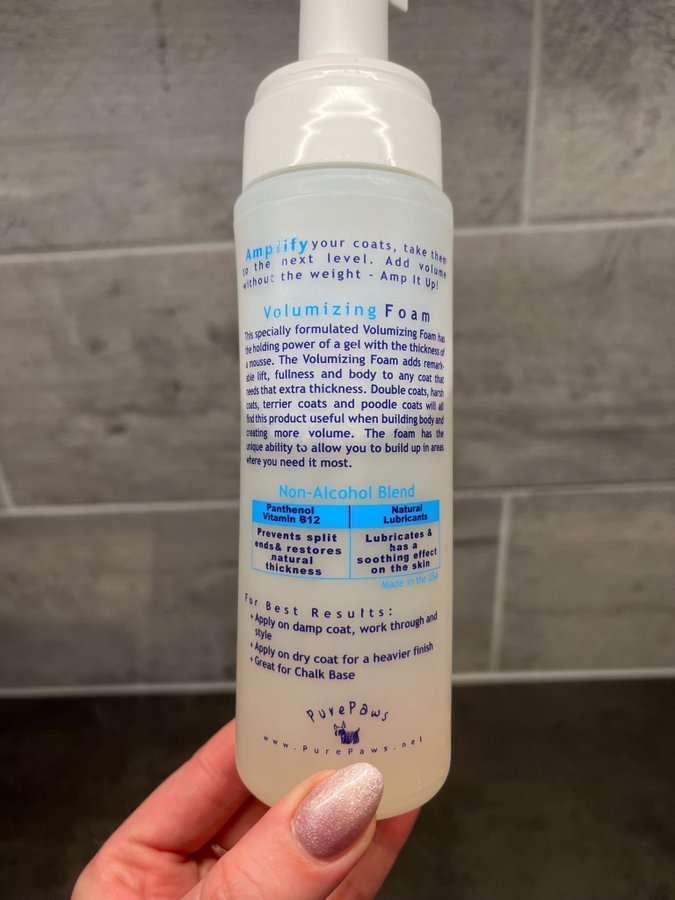 Amplify your coats, take them
to the next level. Add volume
without the weight - Amp It Up!
Volumizing Foam
This specially formulated Volumizing Foam has
the holding power of a gel with the thickness of
a mousse. The Volumizing Foam adds remark-
able lift, fullness and body to any coat that
needs that extra thickness. Double coats, harsh
coats, terrier coats and poodle coats will all
find this product useful when building body and
creating more volume. The foam has the
unique ability to allow you to build up in areas
where you need it most.
Non-Alcohol Blend
Panthenol
Vitamin B12
Prevents split
ends& restores
natural
thickness
Natural
Lubricants
Lubricates &
has a
soothing effect
on the skin
Made in the USA
For Best Results:
+ Apply on damp coat, work through and
style
+ Apply on dry coat for a heavier finish
+ Great for Chalk Base
PurePaws
www.PurePaws.net